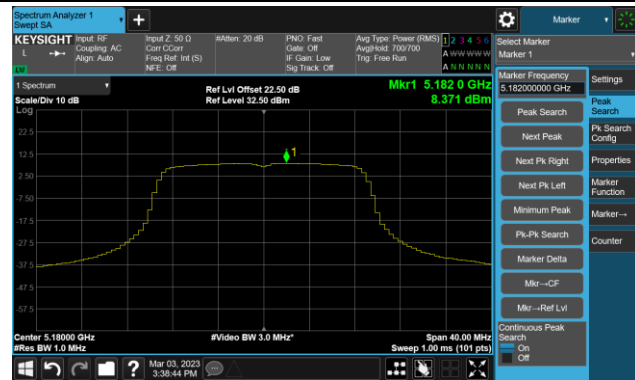 Spectrum Analyzer 1
Swept SA
Marker
KEYSIGHT
L
Input: RF
Coupling: AC
Align: Auto
Input Z: 50 Ω
Corr CCorr
Freq Ref: Int (S)
NFE: Off
#Atten: 20 dB
PNO: Fast
Gate: Off
IF Gain: Low
Sig Track: Off
Avg Type: Power (RMS)
Avg|Hold: 700/700
Trig: Free Run
1 2 3 4 5 6
A W W W W W
A N N N N N
Select Marker
Marker 1
1 Spectrum
Scale/Div 10 dB
Ref Lvl Offset 22.50 dB
Ref Level 32.50 dBm
Mkr1 5.182 0 GHz
8.371 dBm
Log
22.5
12.5
2.50
-7.50
-17.5
-27.5
-37.5
-47.5
-57.5
1
Center 5.18000 GHz
#Res BW 1.0 MHz
#Video BW 3.0 MHz*
Span 40.00 MHz
Sweep 1.00 ms (101 pts)
Marker Frequency
5.182000000 GHz
Peak Search
Next Peak
Next Pk Right
Next Pk Left
Minimum Peak
Pk-Pk Search
Marker Delta
Mkr→CF
Mkr→Ref Lvl
Continuous Peak
Search
On
Off
Settings
Peak
Search
Pk Search
Config
Properties
Marker
Function
Marker→
Counter
?
Mar 03, 2023
3:38:44 PM